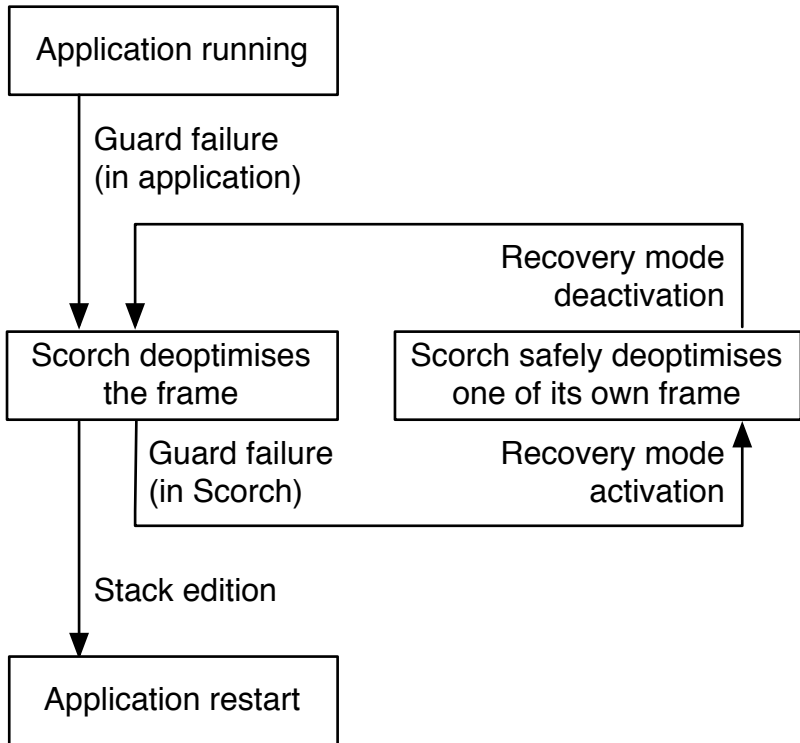 Application running
Guard failure
(in application)
Recovery mode
deactivation
Scorch deoptimises
the frame
Scorch safely deoptimises
one of its own frame
Guard failure
(in Scorch)
Recovery mode
activation
Stack edition
Application restart